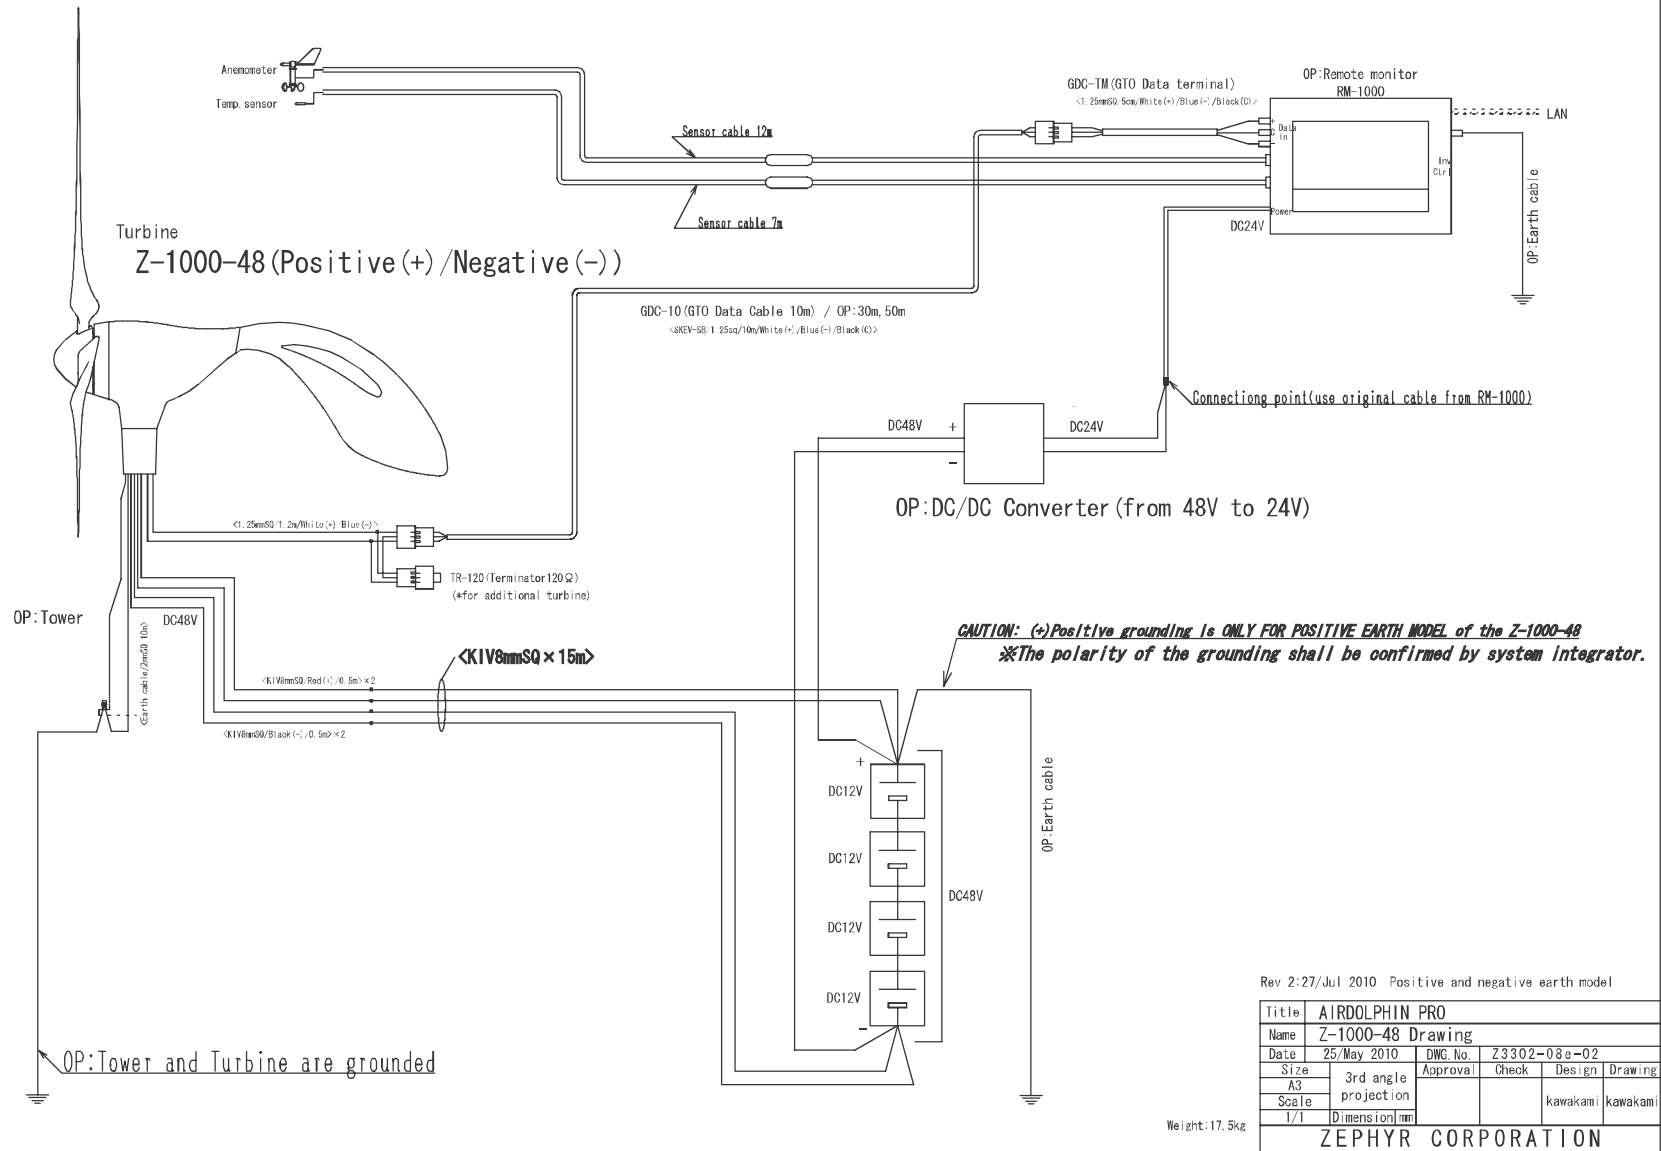 Anemometer
Temp. sensor
Sensor cable 12m
Sensor cable 7m
GDC-TM(GTO Data terminal)
<1.25mmSQ/5cm/White(+)/Blue(-)/Black(C)>
OP:Remote monitor
RM-1000
LAN
+
C
-
Data
In
Inv
CLrl
Power
DC24V
OP:Earth cable
Turbine
Z-1000-48(Positive(+)/Negative(-))
GDC-10(GTO Data Cable 10m) / OP:30m,50m
<SKEV-SB/1.25sq/10m/White(+)/Blue(-)/Black(C)>
Connectiong point(use original cable from RM-1000)
DC48V
+
-
DC24V
OP:DC/DC Converter(from 48V to 24V)
<1.25mmSQ/1.2m/White(+)/Blue(-)>
TR-120(Terminator120Ω)
(*for additional turbine)
OP:Tower
DC48V
<Earth cable/2mmSQ 10m>
<KIV8mmSQ×15m>
<KIV8mmSQ/Red(+)/0.5m>×2
<KIV8mmSQ/Black(-)/0.5m>×2
CAUTION: (+)Positive grounding is ONLY FOR POSITIVE EARTH MODEL of the Z-1000-48
※The polarity of the grounding shall be confirmed by system integrator.
+
DC12V
DC12V
DC12V
DC12V
-
DC48V
OP:Earth cable
OP:Tower and Turbine are grounded
Rev.2:27/Jul 2010 Positive and negative earth model
Title AIRDOLPHIN PRO
Name Z-1000-48 Drawing
Date 25/May 2010 DWG.No. Z3302-08e-02
Size 3rd angle projection Approval Check Design Drawing
A3
Scale kawakami kawakami
1/1 Dimension mm
Weight:17.5kg
ZEPHYR CORPORATION